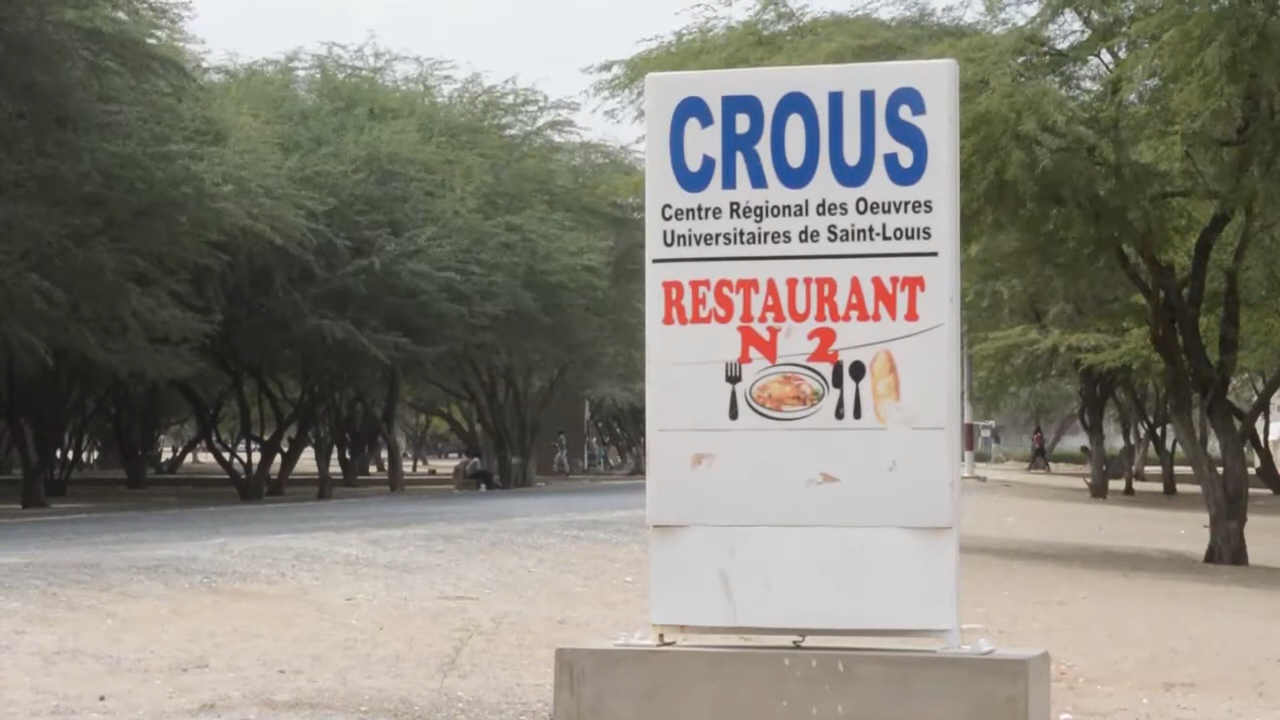 CROUS
Centre Régional des Oeuvres
Universitaires de Saint-Louis
RESTAURANT
N° 2